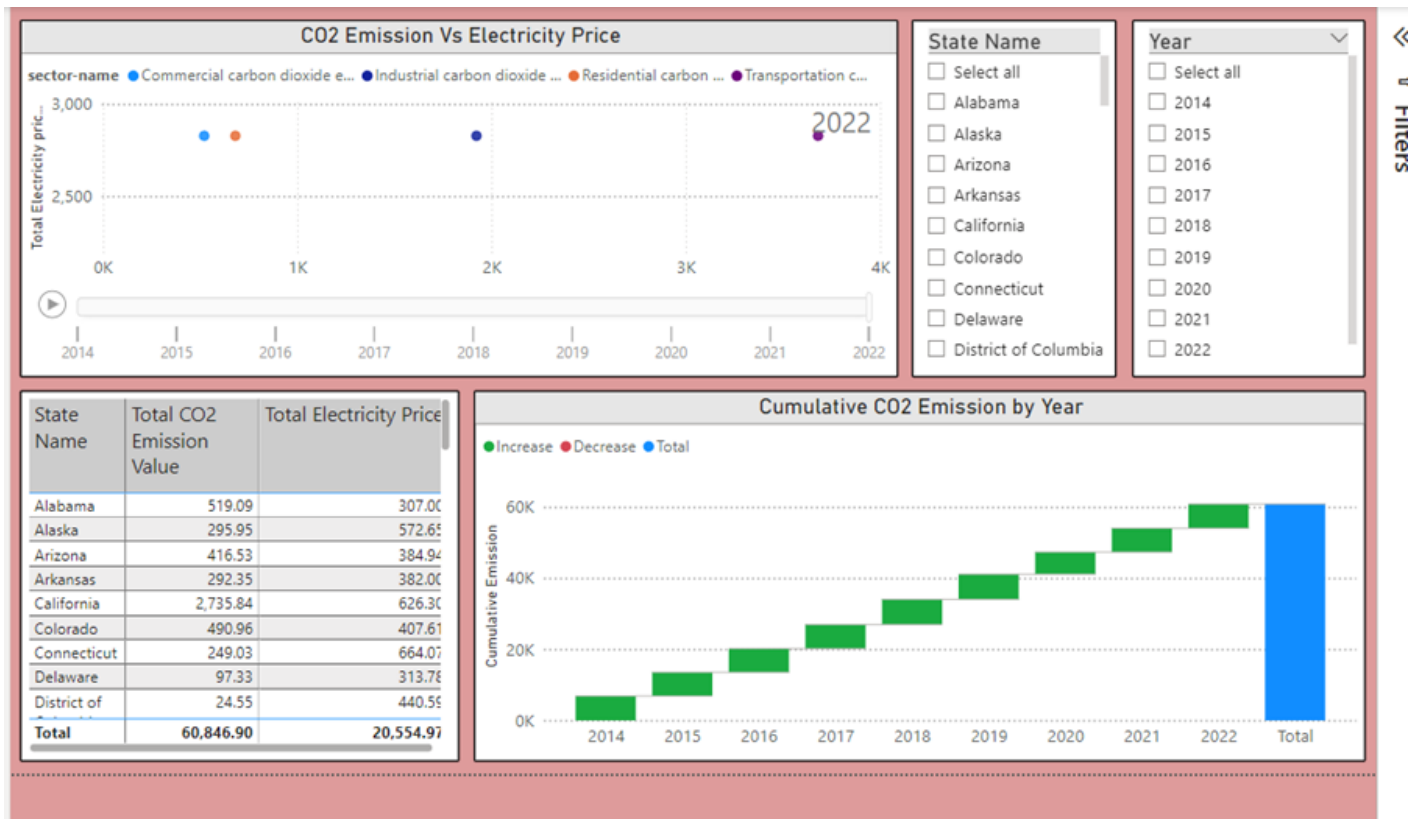 CO2 Emission Vs Electricity Price
sector-name Commercial carbon dioxide e... Industrial carbon dioxide ... Residential carbon ... Transportation c...
Total Electricity pric...
3,000
2,500
2022
0K 1K 2K 3K 4K
2014 2015 2016 2017 2018 2019 2020 2021 2022
State Name
Select all
Alabama
Alaska
Arizona
Arkansas
California
Colorado
Connecticut
Delaware
District of Columbia
Year
Select all
2014
2015
2016
2017
2018
2019
2020
2021
2022
Filters
State Name Total CO2 Emission Value Total Electricity Price
Alabama 519.09 307.00
Alaska 295.95 572.65
Arizona 416.53 384.94
Arkansas 292.35 382.00
California 2,735.84 626.30
Colorado 490.96 407.61
Connecticut 249.03 664.07
Delaware 97.33 313.78
District of 24.55 440.59
Total 60,846.90 20,554.97
Cumulative CO2 Emission by Year
Increase Decrease Total
Cumulative Emission
60K
40K
20K
0K
2014 2015 2016 2017 2018 2019 2020 2021 2022 Total